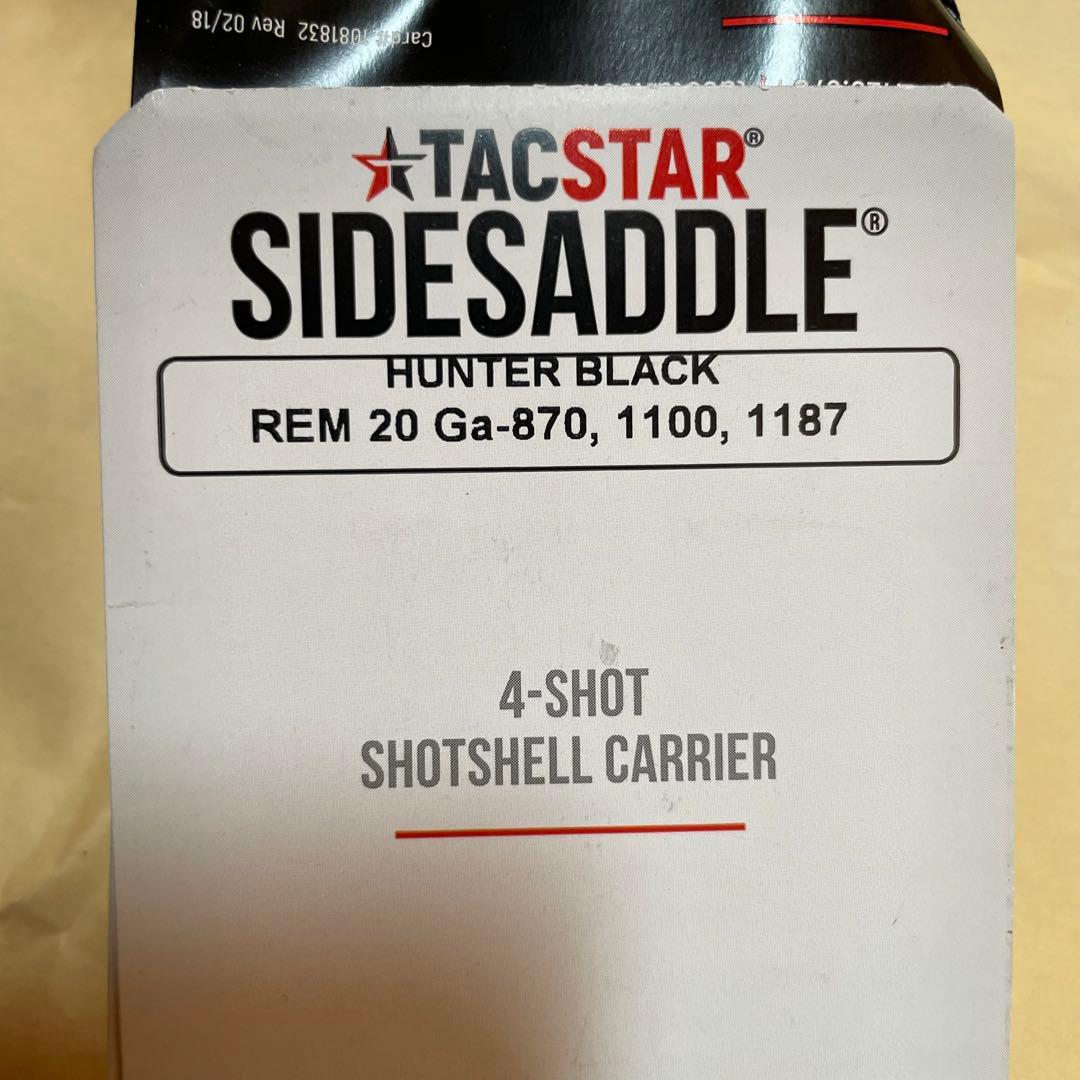 Card# 1081832 Rev 02/18
TACSTAR®
SIDESADDLE®
HUNTER BLACK
REM 20 Ga-870, 1100, 1187
4-SHOT
SHOTSHELL CARRIER